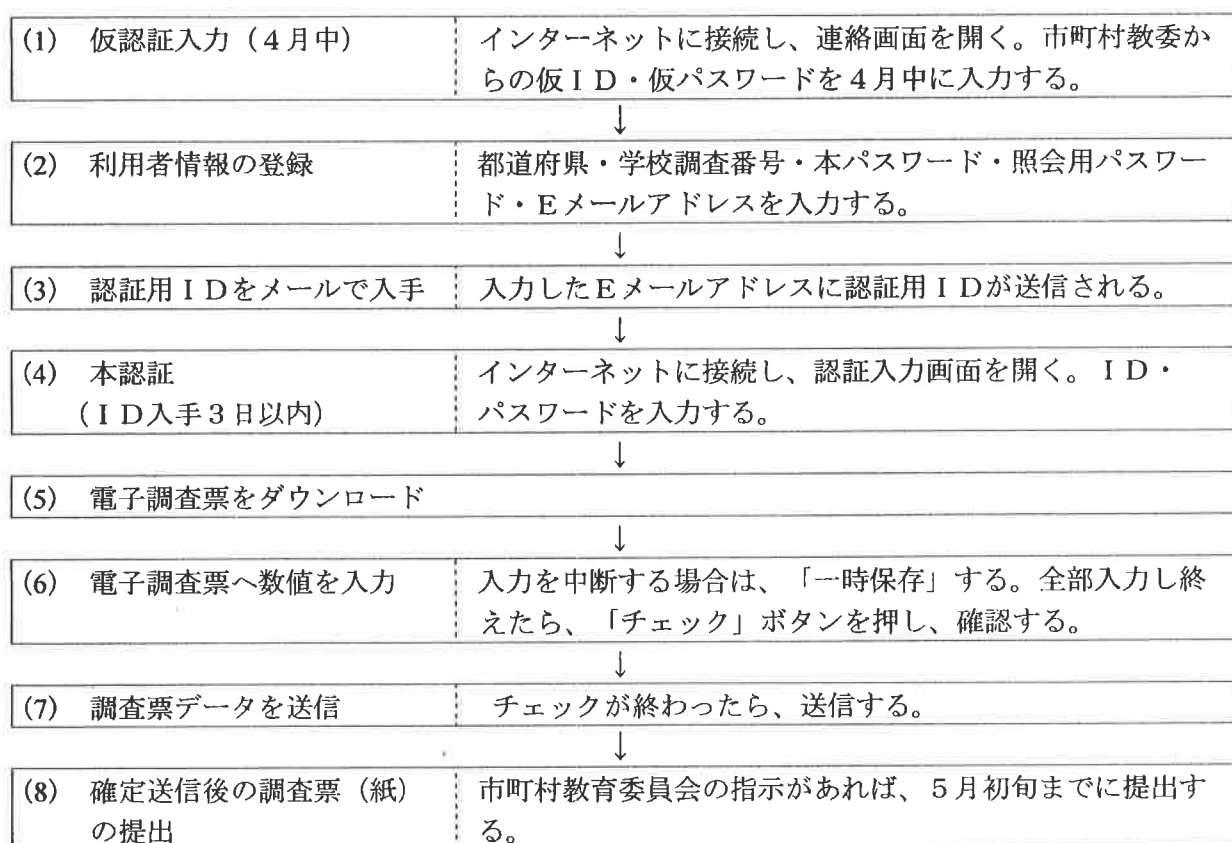 (1) 仮認証入力（４月中）
インターネットに接続し、連絡画面を開く。市町村教委か
らの仮ＩＤ・仮パスワードを４月中に入力する。
↓
(2) 利用者情報の登録
都道府県・学校調査番号・本パスワード・照会用パスワー
ド・Ｅメールアドレスを入力する。
↓
(3) 認証用ＩＤをメールで入手
入力したＥメールアドレスに認証用ＩＤが送信される。
↓
(4) 本認証
（ＩＤ入手３日以内）
インターネットに接続し、認証入力画面を開く。ＩＤ・
パスワードを入力する。
↓
(5) 電子調査票をダウンロード
↓
(6) 電子調査票へ数値を入力
入力を中断する場合は、「一時保存」する。全部入力し終
えたら、「チェック」ボタンを押し、確認する。
↓
(7) 調査票データを送信
チェックが終わったら、送信する。
↓
(8) 確定送信後の調査票（紙）
の提出
市町村教育委員会の指示があれば、５月初旬までに提出す
る。